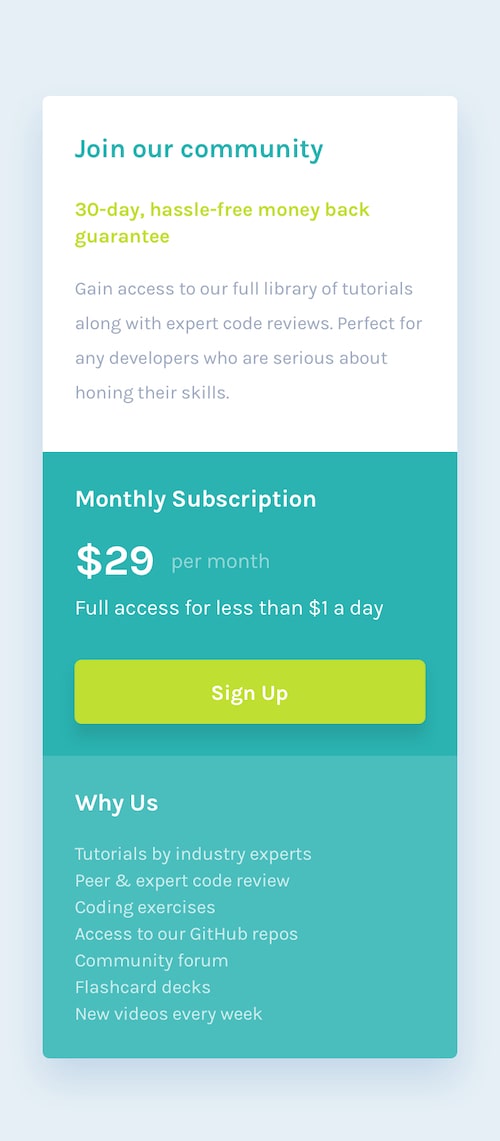 Join our community
30-day, hassle-free money back
guarantee
Gain access to our full library of tutorials
along with expert code reviews. Perfect for
any developers who are serious about
honing their skills.
Monthly Subscription
$29 per month
Full access for less than $1 a day
Sign Up
Why Us
Tutorials by industry experts
Peer & expert code review
Coding exercises
Access to our GitHub repos
Community forum
Flashcard decks
New videos every week